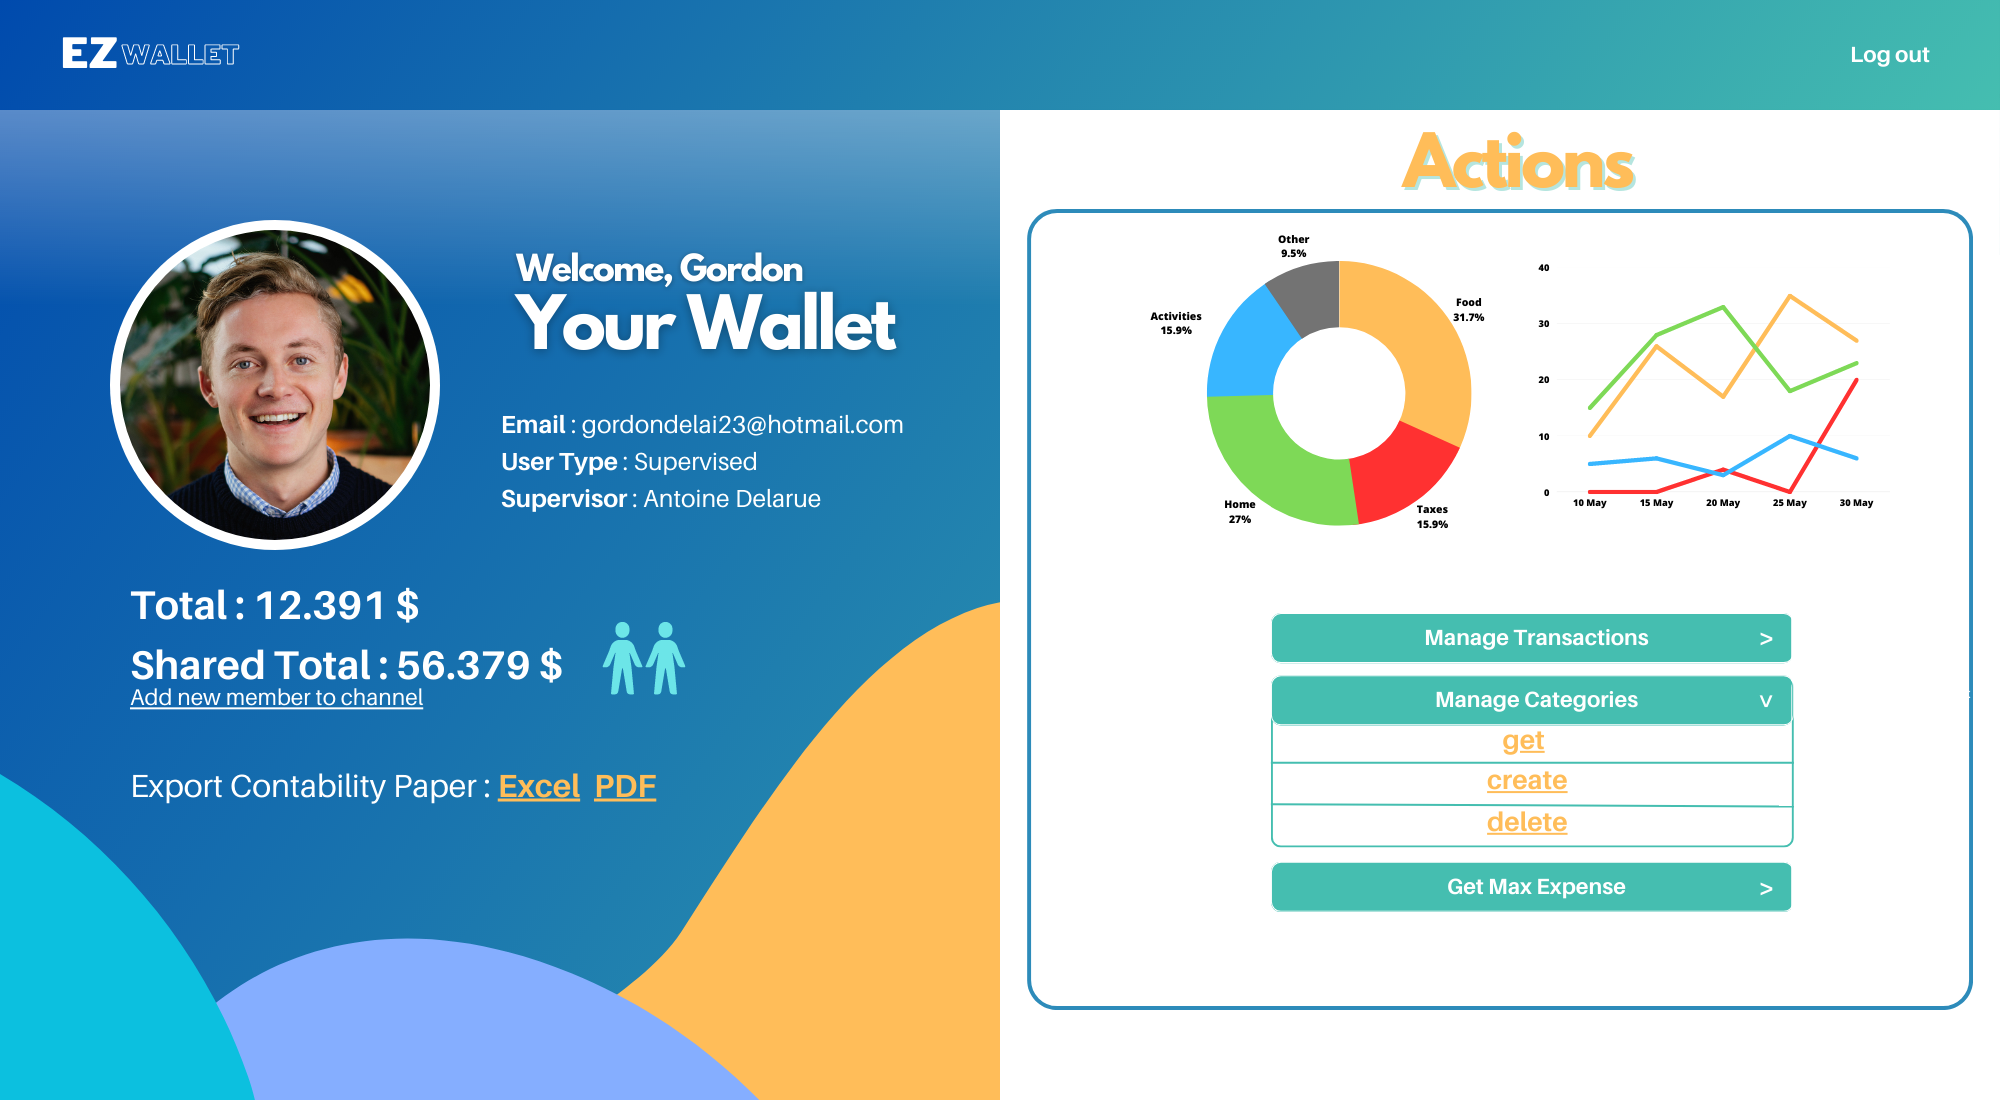 EZ WALLET
Log out
Welcome, Gordon
Your Wallet
Email : gordondelai23@hotmail.com
User Type : Supervised
Supervisor : Antoine Delarue
Total : 12.391 $
Shared Total : 56.379 $
Add new member to channel
Export Contability Paper : Excel PDF
Actions
Other
9.5%
Food
31.7%
Activities
15.9%
Home
27%
Taxes
15.9%
40
30
20
10
0
10 May 15 May 20 May 25 May 30 May
Manage Transactions >
Manage Categories v
get
create
delete
Get Max Expense >